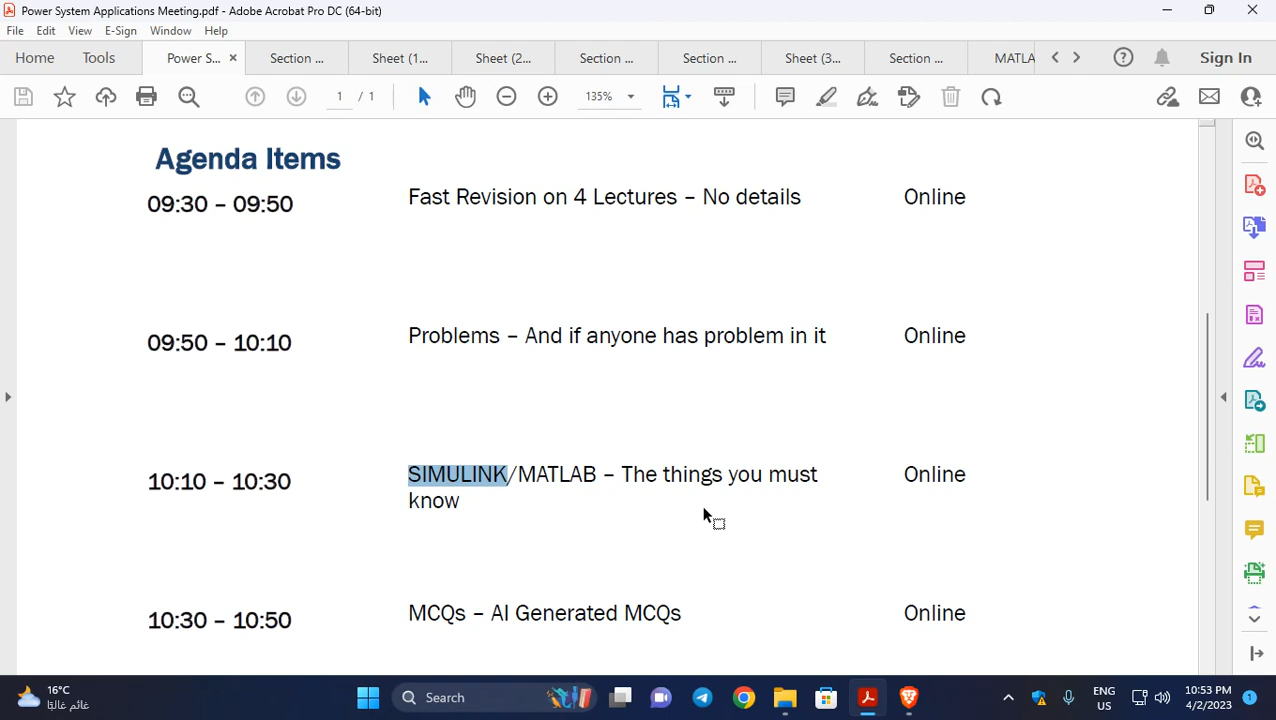 Power System Applications Meeting.pdf - Adobe Acrobat Pro DC (64-bit)
File Edit View E-Sign Window Help
Home Tools Power S... Section ... Sheet (1... Sheet (2... Section ... Section ... Sheet (3... Section ... MATLA Sign In
1 / 1 135%
Agenda Items
09:30 – 09:50 Fast Revision on 4 Lectures – No details Online
09:50 – 10:10 Problems – And if anyone has problem in it Online
10:10 – 10:30 SIMULINK/MATLAB – The things you must Online
know
10:30 – 10:50 MCQs – AI Generated MCQs Online
16°C
غائم غالبًا
Search
ENG
US
10:53 PM
4/2/2023
1